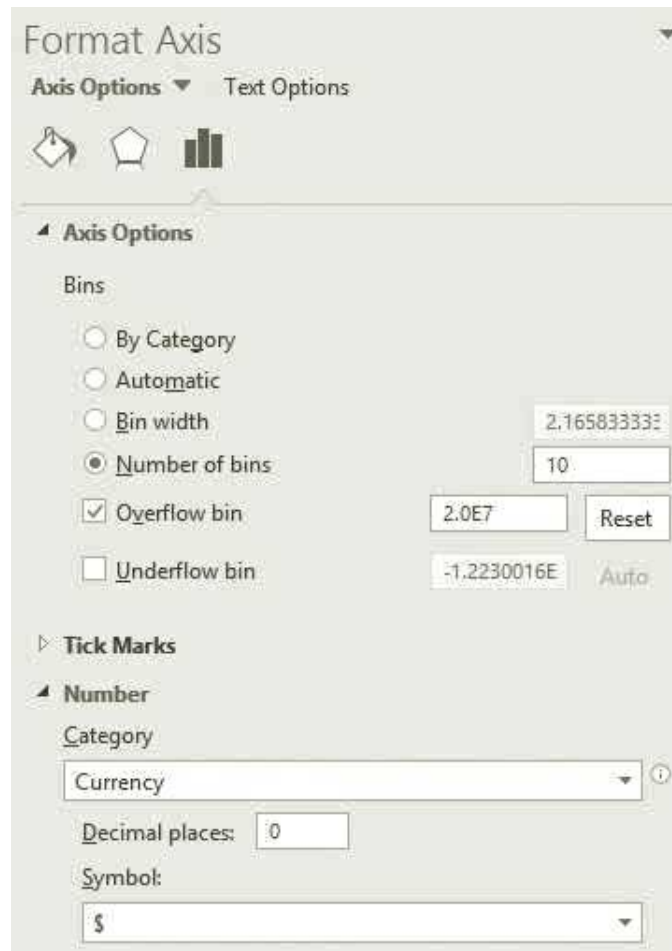 Format Axis
Axis Options Text Options
Axis Options
Bins
By Category
Automatic
Bin width 2.165833333
Number of bins 10
Overflow bin 2.0E7 Reset
Underflow bin -1.2230016E Auto
Tick Marks
Number
Category
Currency
Decimal places: 0
Symbol:
$